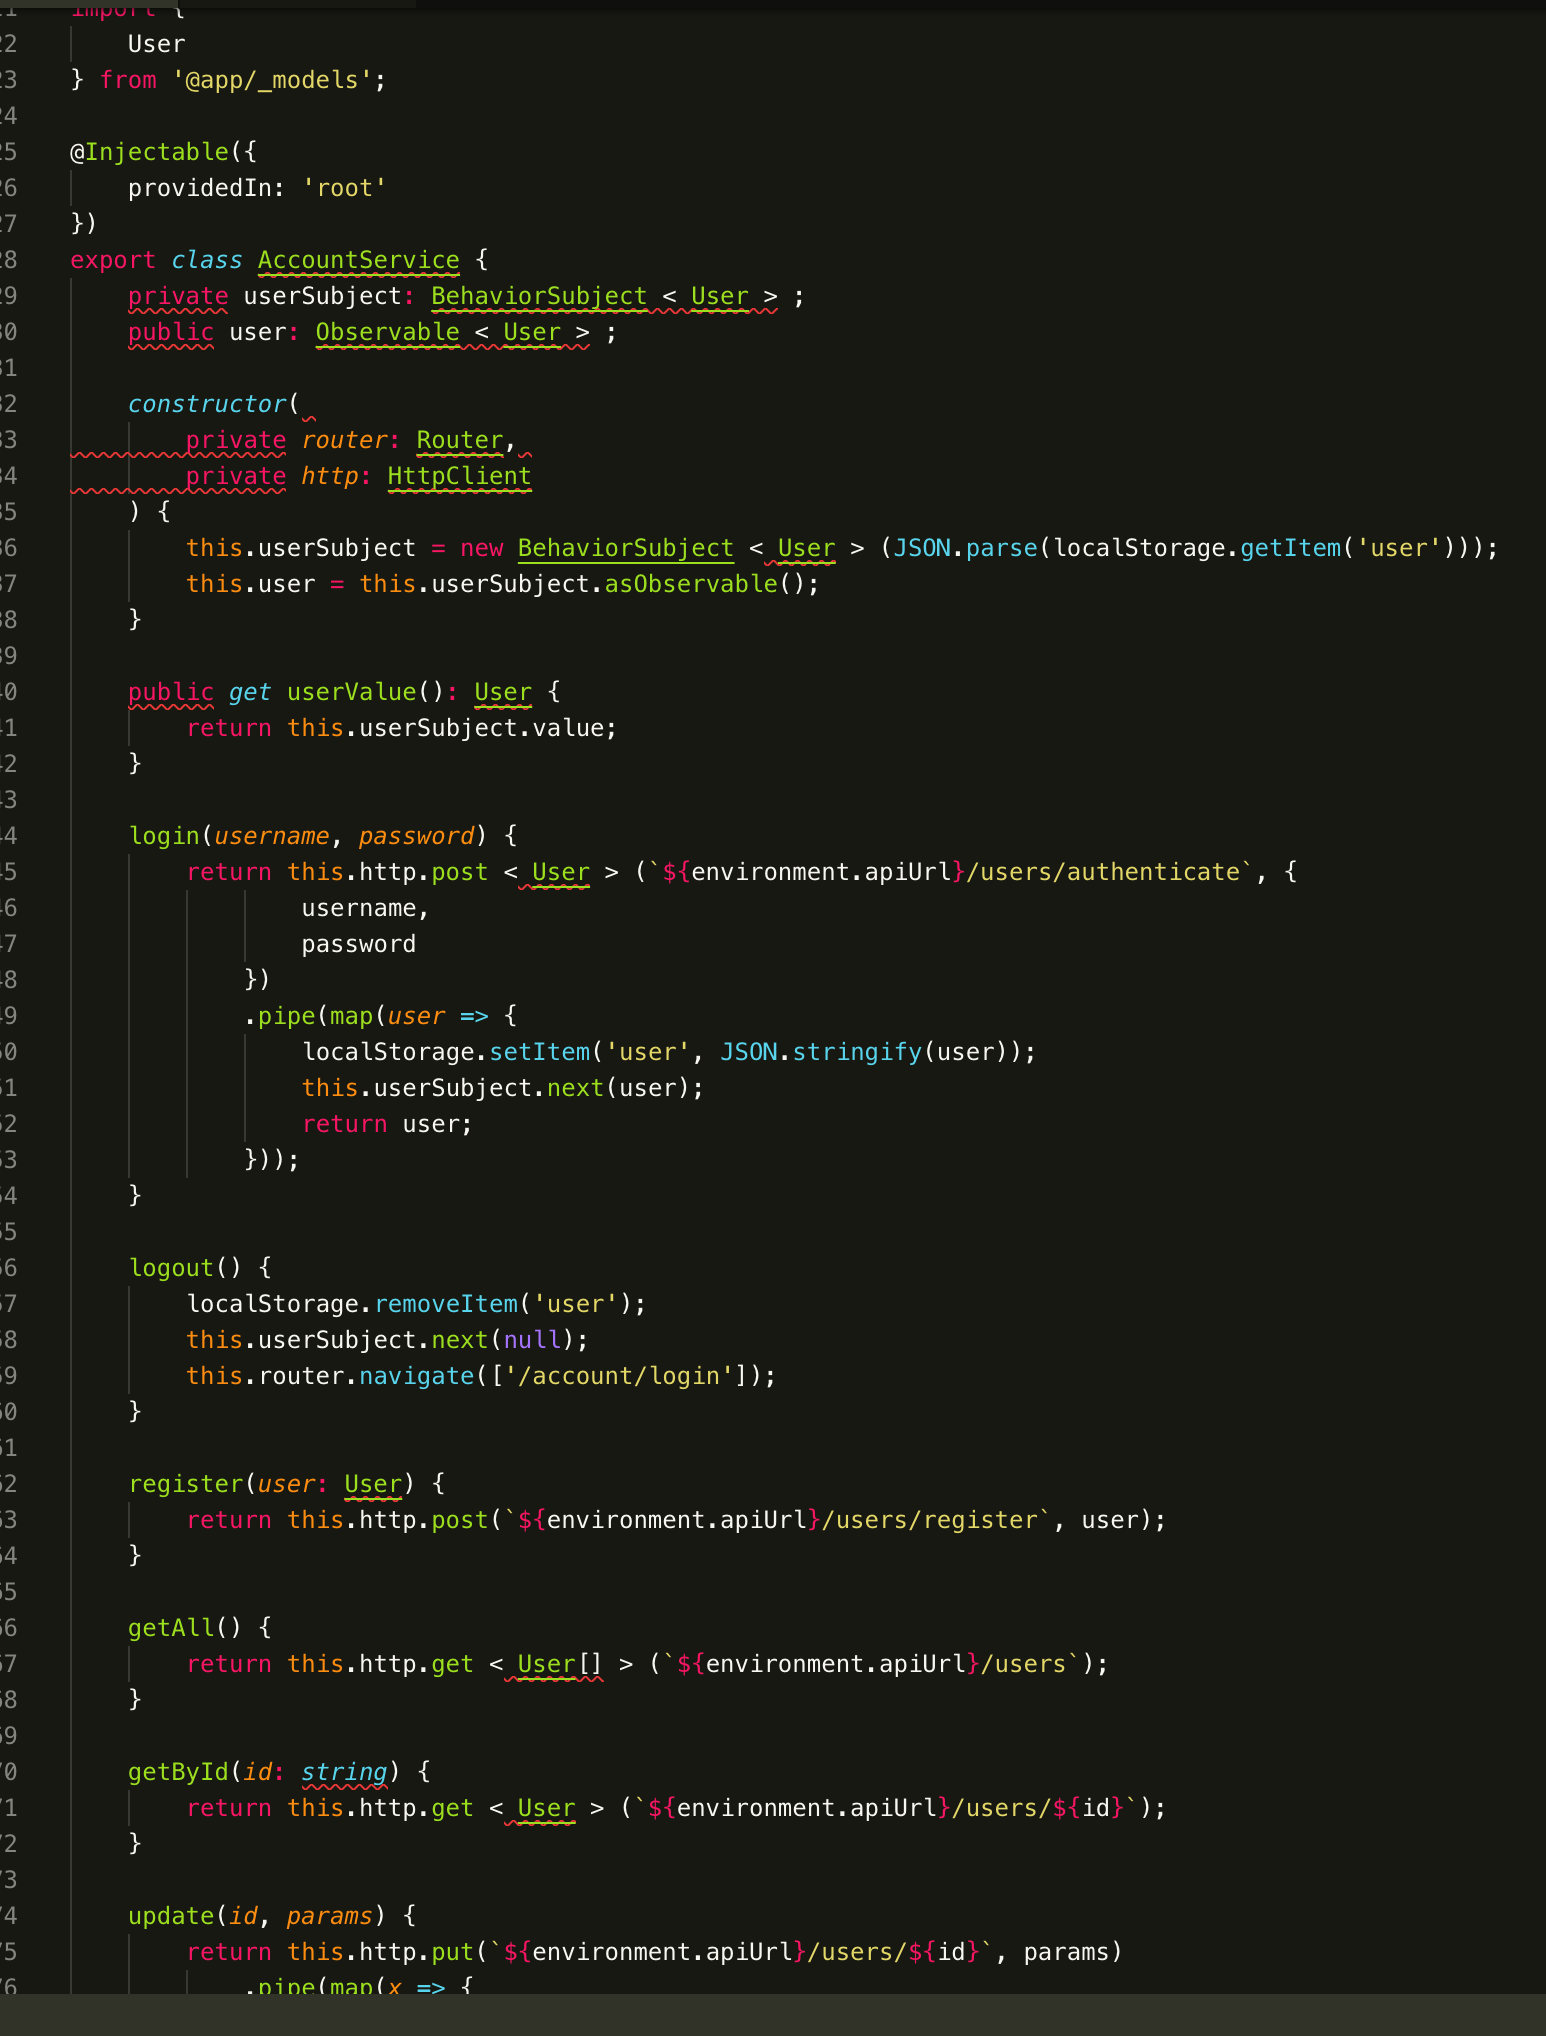 import {
22 User
23 } from '@app/_models';
24
25 @Injectable({
26 providedIn: 'root'
27 })
28 export class AccountService {
29 private userSubject: BehaviorSubject < User > ;
30 public user: Observable < User > ;
31
32 constructor(
33 private router: Router,
34 private http: HttpClient
35 ) {
36 this.userSubject = new BehaviorSubject < User > (JSON.parse(localStorage.getItem('user')));
37 this.user = this.userSubject.asObservable();
38 }
39
40 public get userValue(): User {
41 return this.userSubject.value;
42 }
43
44 login(username, password) {
45 return this.http.post < User > (`${environment.apiUrl}/users/authenticate`, {
46 username,
47 password
48 })
49 .pipe(map(user => {
50 localStorage.setItem('user', JSON.stringify(user));
51 this.userSubject.next(user);
52 return user;
53 }));
54 }
55
56 logout() {
57 localStorage.removeItem('user');
58 this.userSubject.next(null);
59 this.router.navigate(['/account/login']);
60 }
61
62 register(user: User) {
63 return this.http.post(`${environment.apiUrl}/users/register`, user);
64 }
65
66 getAll() {
67 return this.http.get < User[] > (`${environment.apiUrl}/users`);
68 }
69
70 getById(id: string) {
71 return this.http.get < User > (`${environment.apiUrl}/users/${id}`);
72 }
73
74 update(id, params) {
75 return this.http.put(`${environment.apiUrl}/users/${id}`, params)
76 .pipe(map(x => {